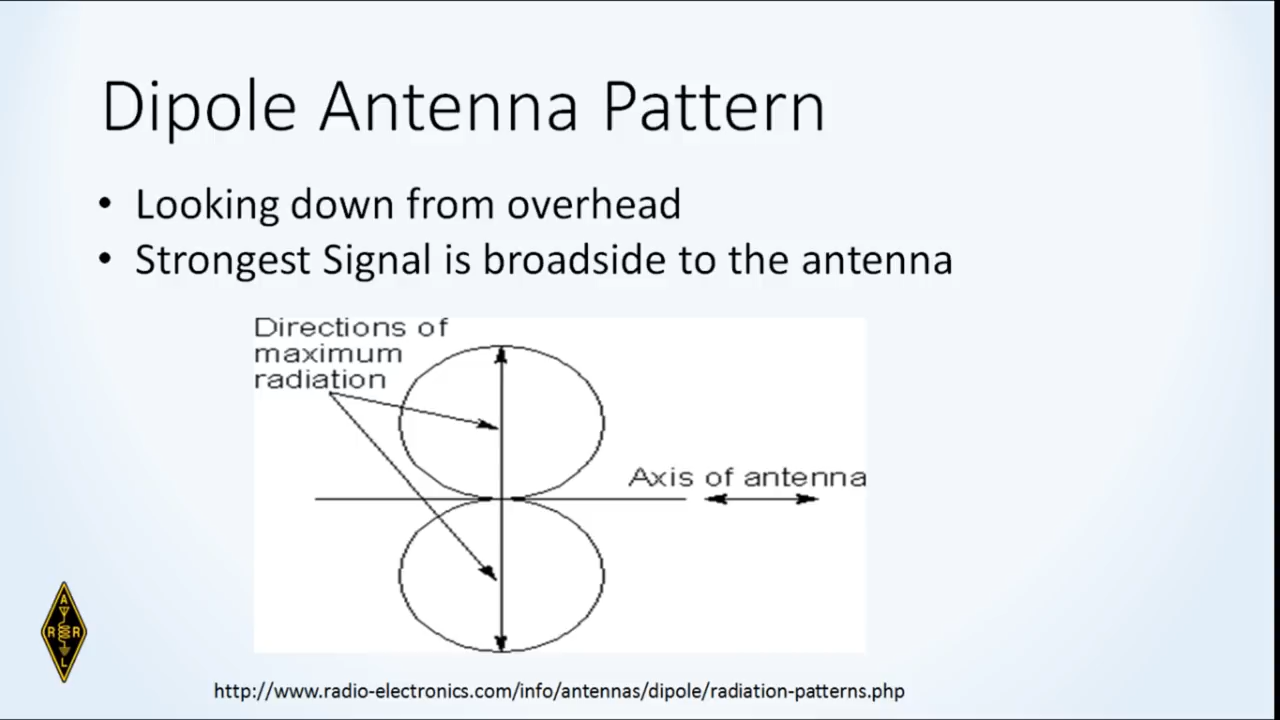 Dipole Antenna Pattern
• Looking down from overhead
• Strongest Signal is broadside to the antenna
Directions of
maximum
radiation
Axis of antenna
A
R R
L
http://www.radio-electronics.com/info/antennas/dipole/radiation-patterns.php